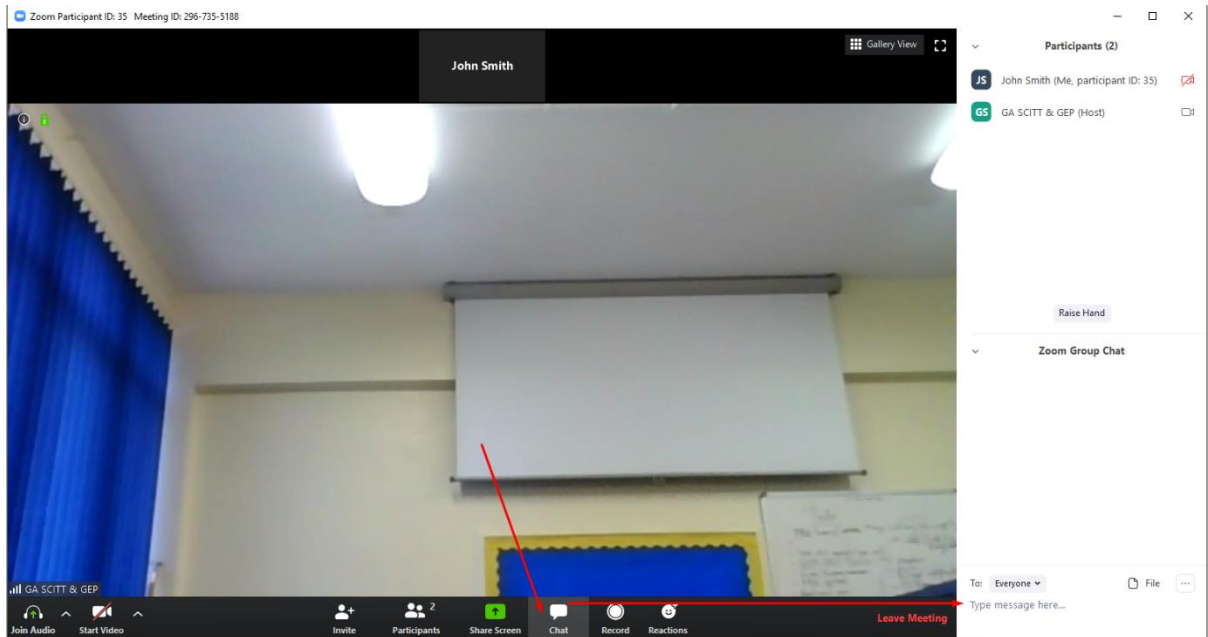 Zoom Participant ID: 35 Meeting ID: 296-735-5188
John Smith
Gallery View
Participants (2)
JS John Smith (Me, participant ID: 35)
GS GA SCITT & GEP (Host)
Raise Hand
Zoom Group Chat
GA SCITT & GEP
To: Everyone File ...
Type message here...
Join Audio Start Video Invite Participants 2 Share Screen Chat Record Reactions Leave Meeting